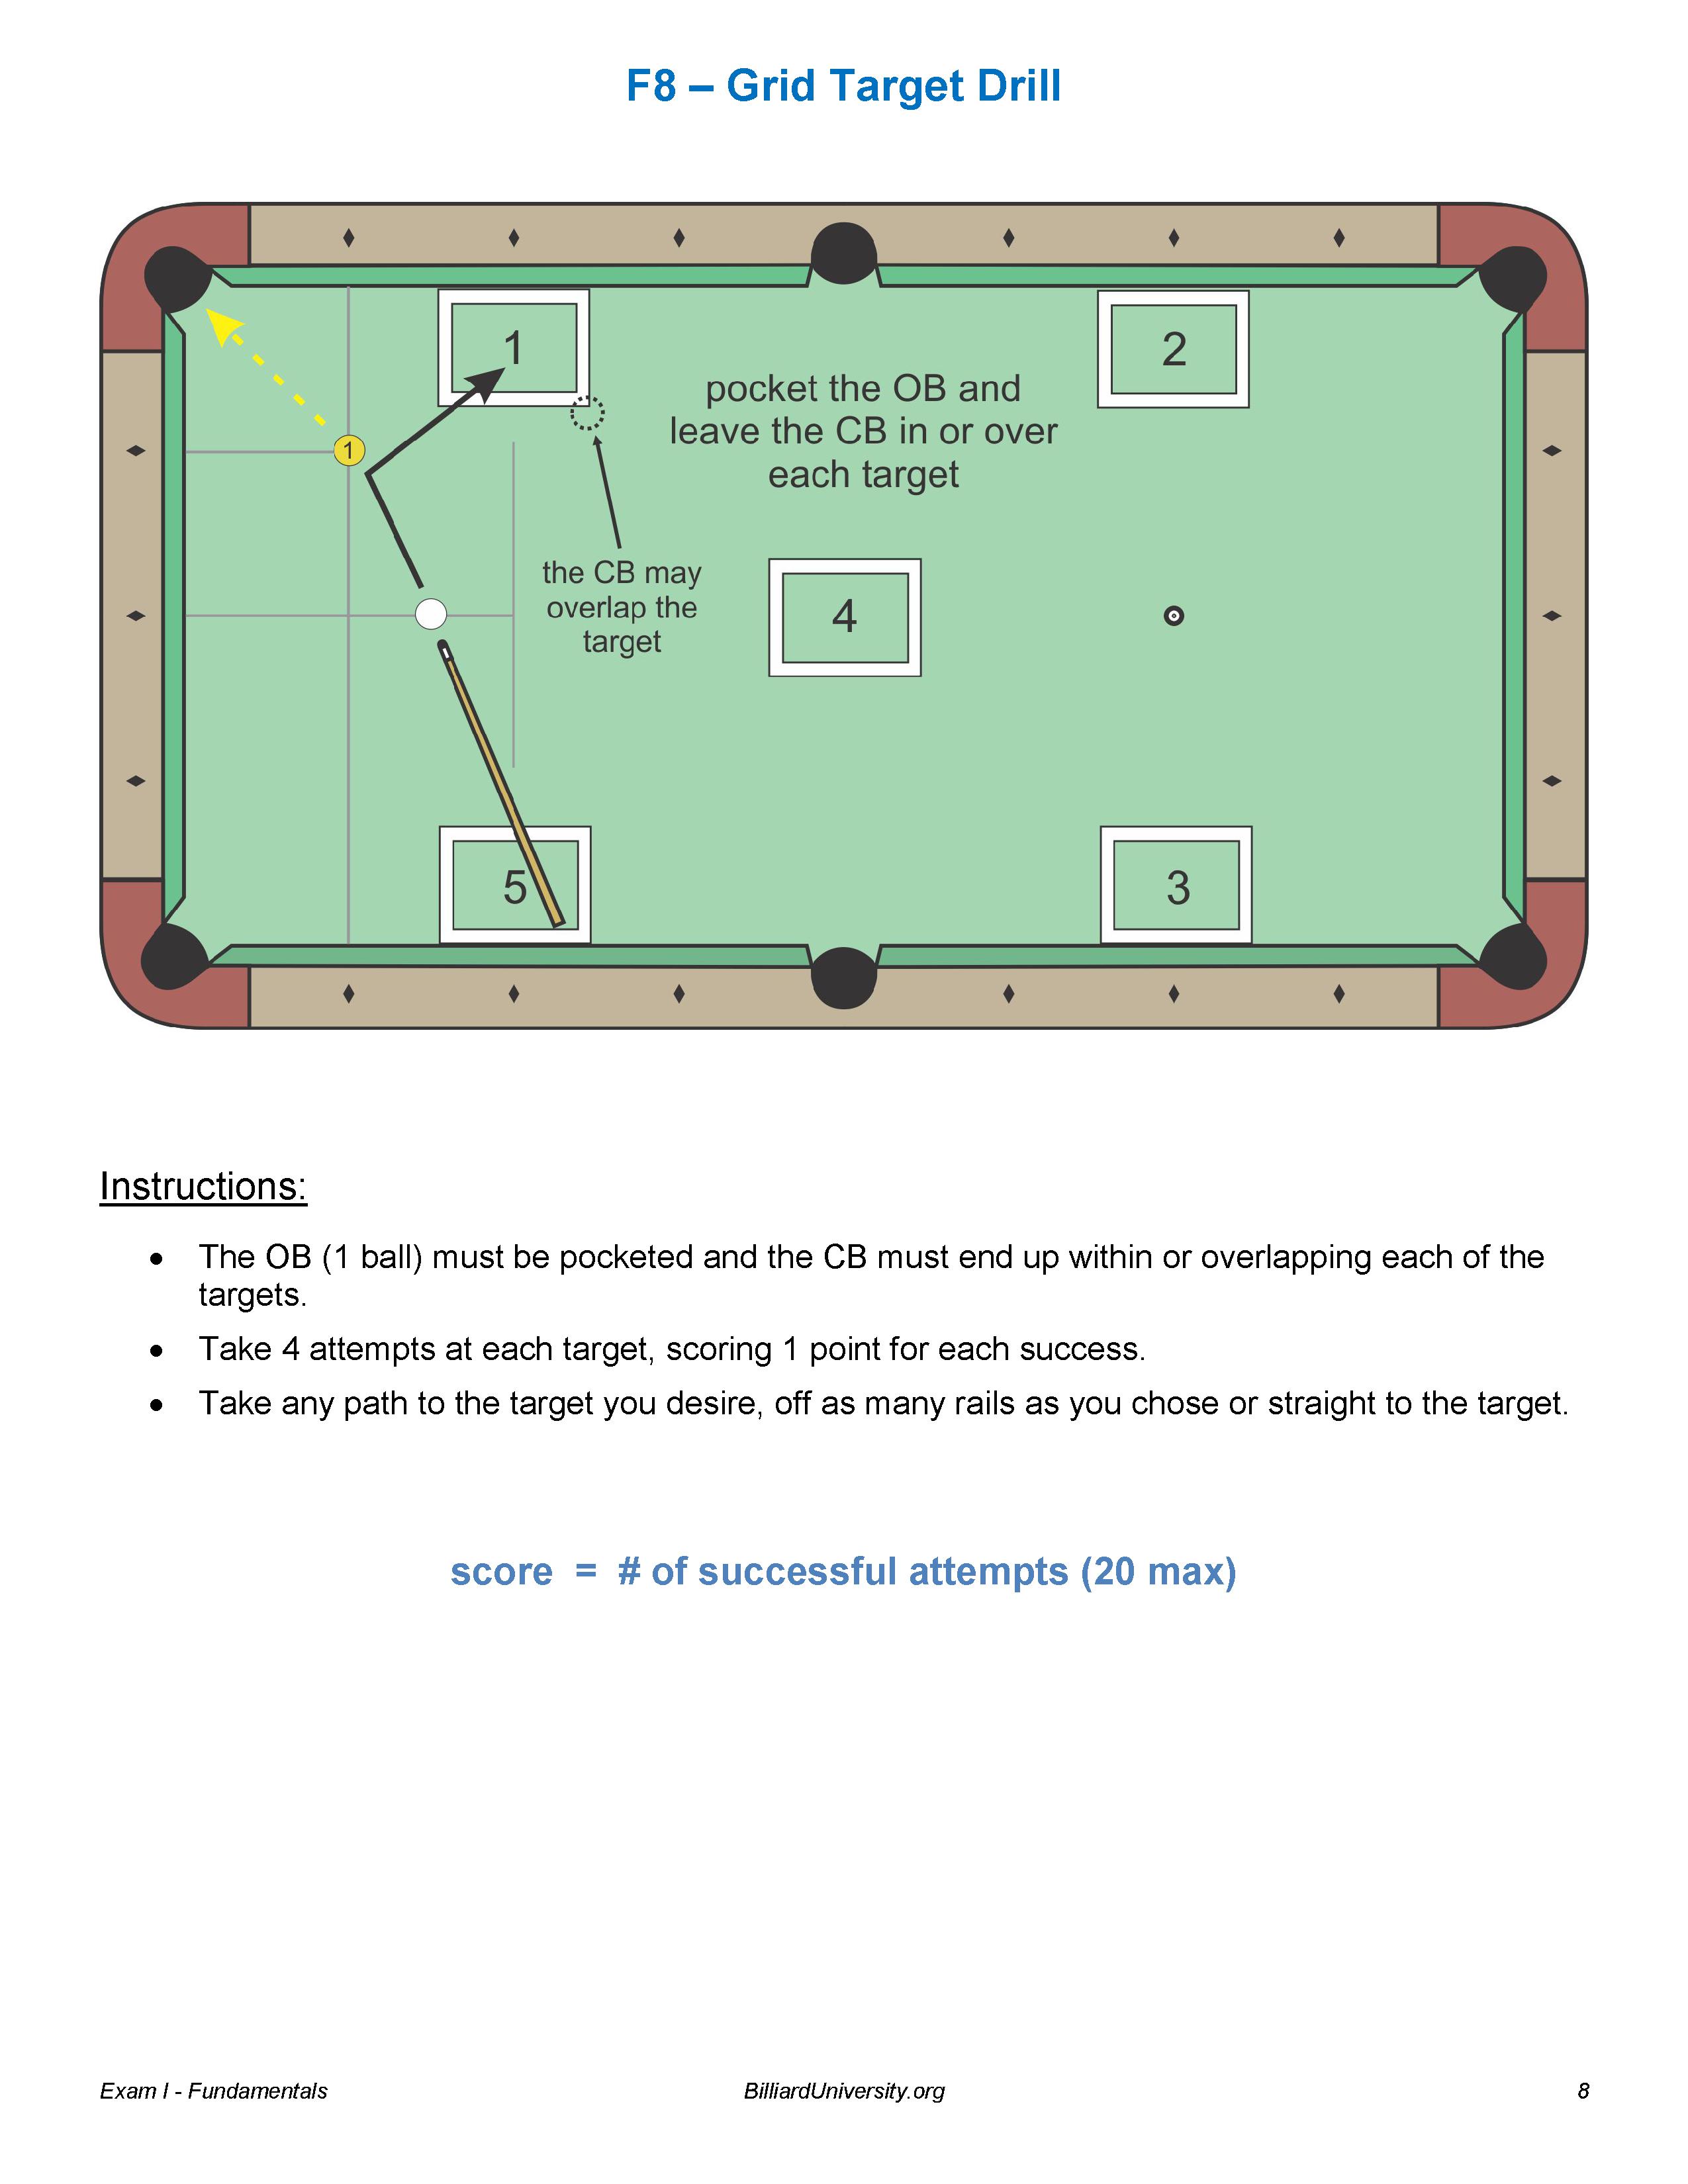 F8 – Grid Target Drill
1
2
pocket the OB and
leave the CB in or over
each target
1
the CB may
overlap the
target
4
5
3
Instructions:
• The OB (1 ball) must be pocketed and the CB must end up within or overlapping each of the
targets.
• Take 4 attempts at each target, scoring 1 point for each success.
• Take any path to the target you desire, off as many rails as you chose or straight to the target.
score = # of successful attempts (20 max)
Exam I - Fundamentals BilliardUniversity.org 8